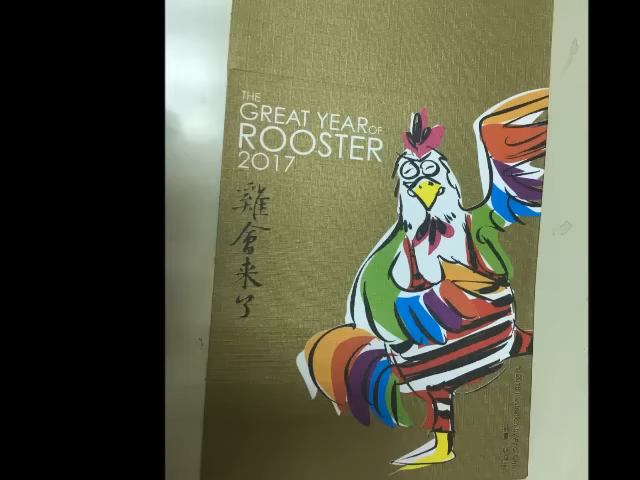 THE
GREAT YEAR OF
ROOSTER
2017
雞會来了